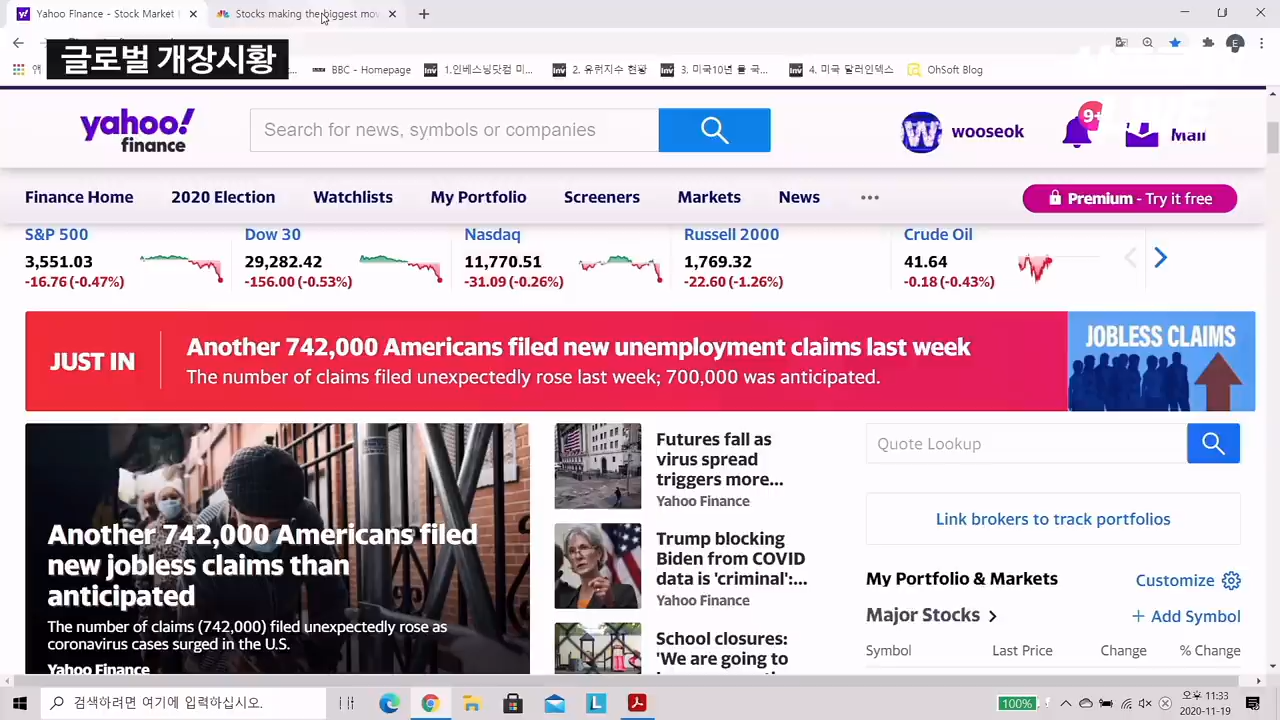 Yahoo Finance - Stock Market
Stocks making the biggest mov
글로벌 개장시황
BBC - Homepage
1.인베스팅닷컴 미...
2. 유럽지수 현황
3. 미국10년 물 국...
4. 미국 달러인덱스
OhSoft Blog
yahoo!
finance
Search for news, symbols or companies
wooseok
9+
Mail
LIVE
Finance Home
2020 Election
Watchlists
My Portfolio
Screeners
Markets
News
Premium - Try it free
S&P 500
3,551.03
-16.76 (-0.47%)
Dow 30
29,282.42
-156.00 (-0.53%)
Nasdaq
11,770.51
-31.09 (-0.26%)
Russell 2000
1,769.32
-22.60 (-1.26%)
Crude Oil
41.64
-0.18 (-0.43%)
JUST IN
Another 742,000 Americans filed new unemployment claims last week
The number of claims filed unexpectedly rose last week; 700,000 was anticipated.
JOBLESS CLAIMS
Another 742,000 Americans filed
new jobless claims than
anticipated
The number of claims (742,000) filed unexpectedly rose as
coronavirus cases surged in the U.S.
Yahoo Finance
Futures fall as
virus spread
triggers more...
Yahoo Finance
Trump blocking
Biden from COVID
data is 'criminal':...
Yahoo Finance
School closures:
'We are going to
Quote Lookup
Link brokers to track portfolios
My Portfolio & Markets
Customize
Major Stocks
+ Add Symbol
Symbol
Last Price
Change
% Change
검색하려면 여기에 입력하십시오.
100%
오후 11:33
2020-11-19